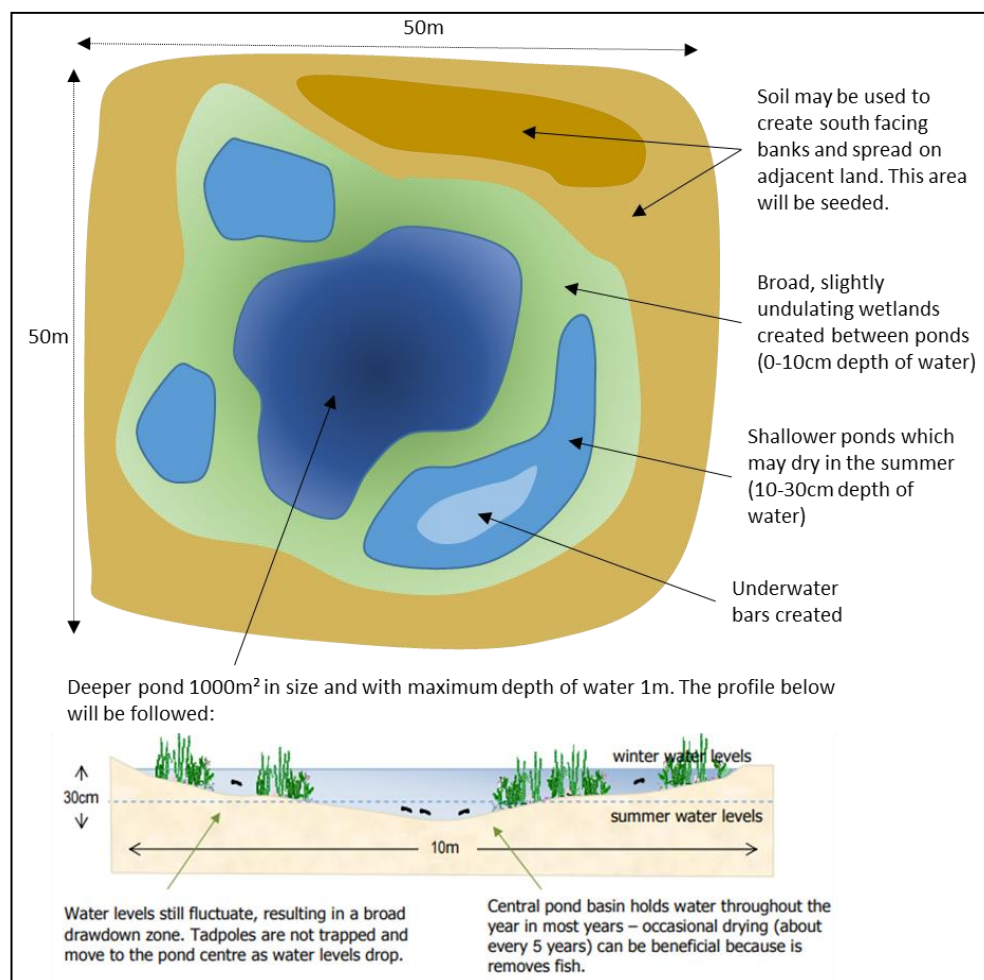 50m
Soil may be used to
create south facing
banks and spread on
adjacent land. This area
will be seeded.
Broad, slightly
undulating wetlands
created between ponds
(0-10cm depth of water)
50m
Shallower ponds which
may dry in the summer
(10-30cm depth of
water)
Underwater
bars created
Deeper pond 1000m² in size and with maximum depth of water 1m. The profile below
will be followed:
winter water levels
30cm
summer water levels
10m
Water levels still fluctuate, resulting in a broad
drawdown zone. Tadpoles are not trapped and
move to the pond centre as water levels drop.
Central pond basin holds water throughout the
year in most years – occasional drying (about
every 5 years) can be beneficial because is
removes fish.